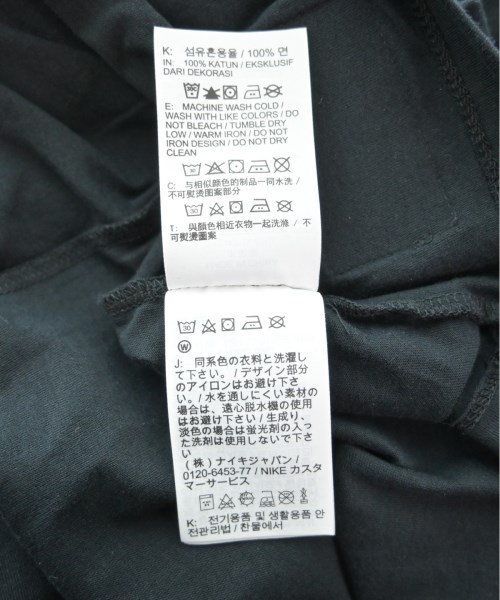 K: 섬유혼용율 / 100% 면
IN: 100% KATUN / EKSKLUSIF
DARI DEKORASI
E: MACHINE WASH COLD /
WASH WITH LIKE COLORS / DO
NOT BLEACH / TUMBLE DRY
LOW / WARM IRON / DO NOT
IRON DESIGN / DO NOT DRY
CLEAN
30
C: 与相似颜色的制品一同水洗 /
不可熨烫图案部分
30
T: 與顏色相近衣物一起洗滌 / 不
可熨燙圖案
30
W
J: 同系色の衣料と洗濯し
て下さい。/ デザイン部分
のアイロンはお避け下さ
い。/ 水を通しにくい素材の
場合は、遠心脱水機の使用
はお避け下さい / 生成り、
淡色の場合は蛍光剤の入っ
た洗剤は使用しないで下さ
い
(株) ナイキジャパン /
0120-6453-77 / NIKE カスタ
マーサービス
K: 전기용품 및 생활용품 안
전관리법 / 찬물에서